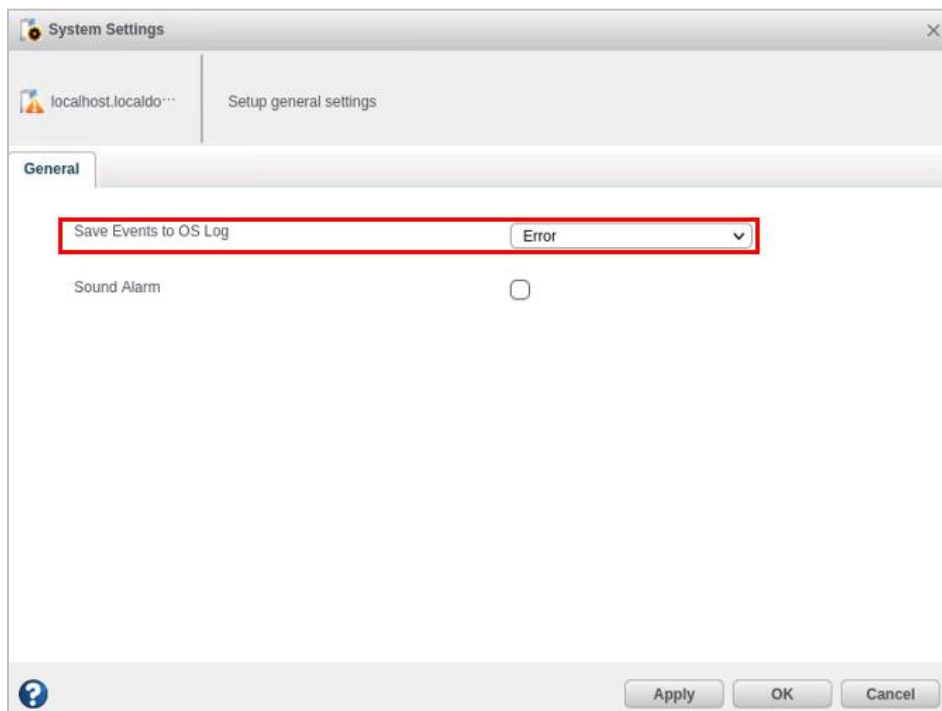 System Settings
localhost.localdo···
Setup general settings
General
Save Events to OS Log
Error
Sound Alarm
?
Apply
OK
Cancel